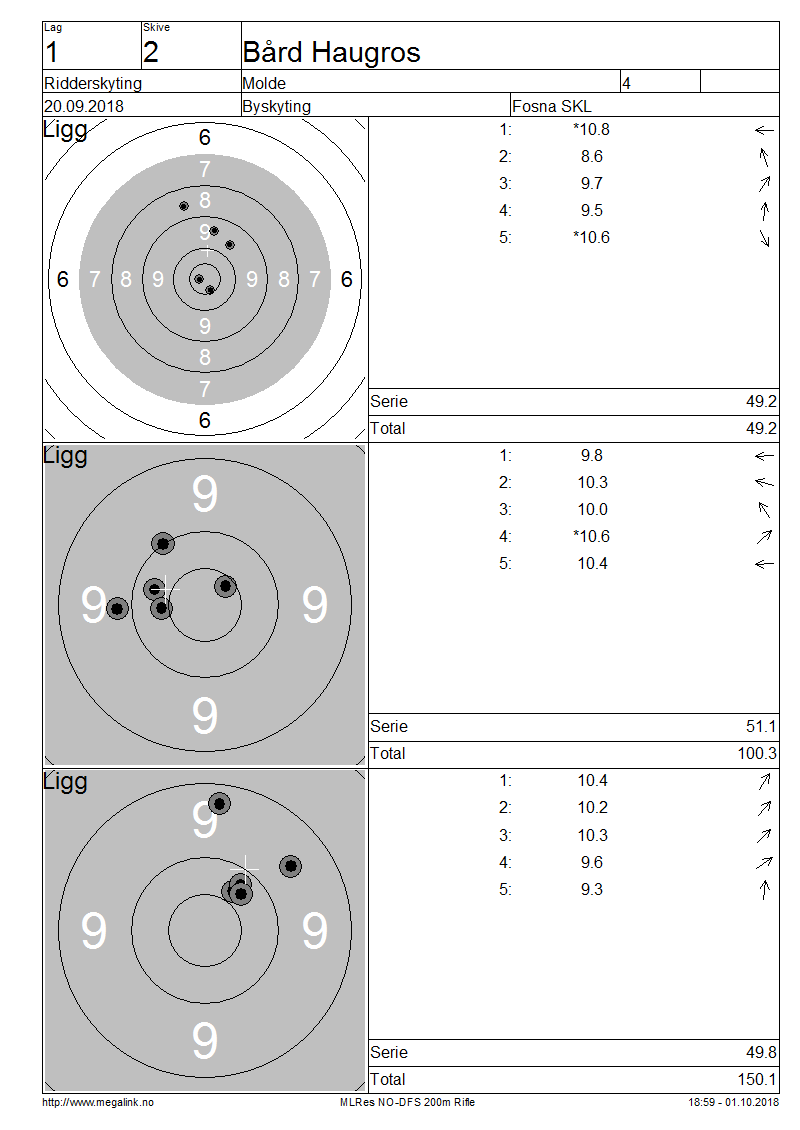 Lag Skive
1 2 Bård Haugros
Ridderskyting Molde 4
20.09.2018 Byskyting Fosna SKL
Ligg
6
7
8
9
6 7 8 9 9 8 7 6
9
8
7
6
1: *10.8
2: 8.6
3: 9.7
4: 9.5
5: *10.6
Serie 49.2
Total 49.2
Ligg
9
9 9
9
1: 9.8
2: 10.3
3: 10.0
4: *10.6
5: 10.4
Serie 51.1
Total 100.3
Ligg
9
9 9
9
1: 10.4
2: 10.2
3: 10.3
4: 9.6
5: 9.3
Serie 49.8
Total 150.1
http://www.megalink.no MLRes NO-DFS 200m Rifle 18:59 - 01.10.2018